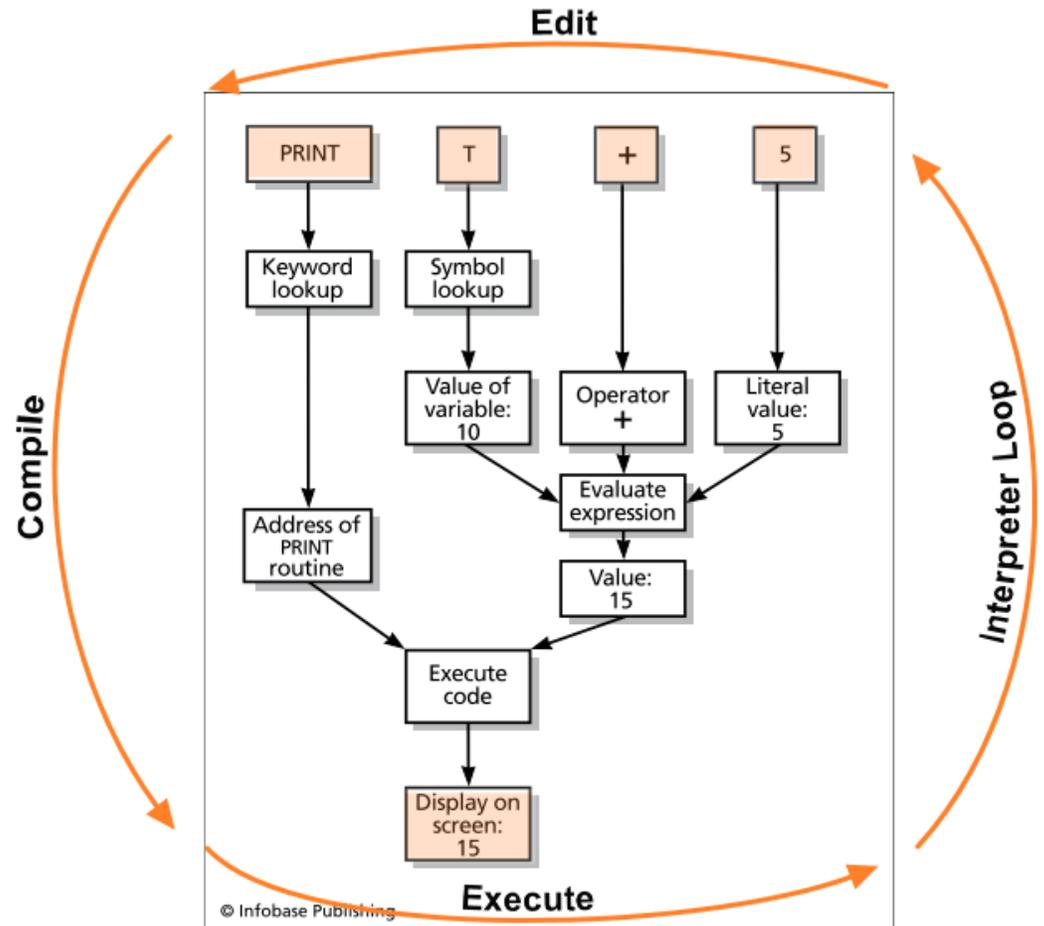 Edit
PRINT
T
+
5
Keyword
lookup
Symbol
lookup
Value of
variable:
10
Operator
+
Literal
value:
5
Compile
Interpreter Loop
Evaluate
expression
Address of
PRINT
routine
Value:
15
Execute
code
Display on
screen:
15
Execute
© Infobase Publishing